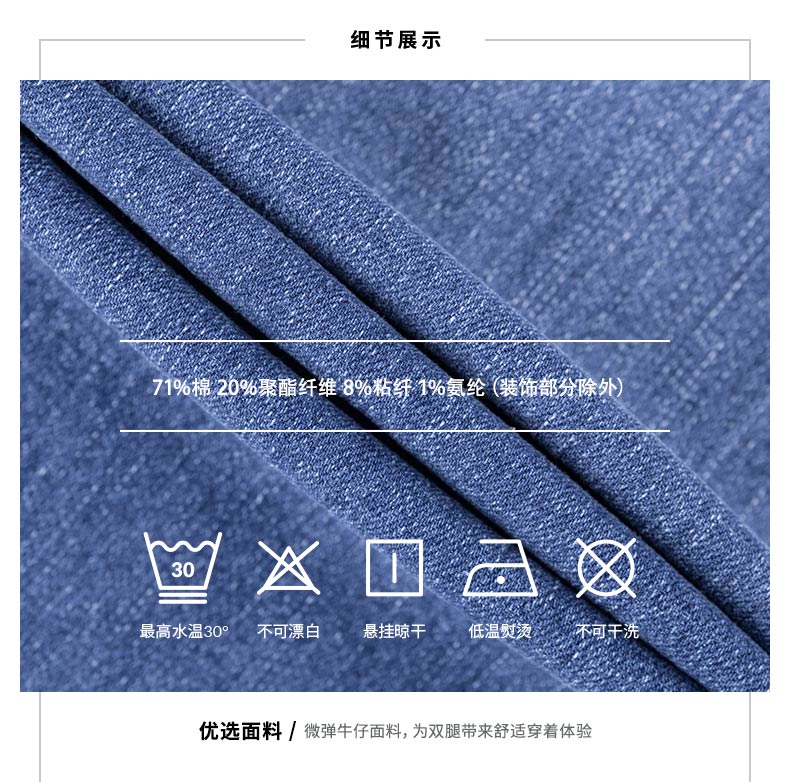 细节展示
71%棉 20%聚酯纤维 8%粘纤 1%氨纶（装饰部分除外）
30
最高水温30° 不可漂白 悬挂晾干 低温熨烫 不可干洗
优选面料 / 微弹牛仔面料，为双腿带来舒适穿着体验